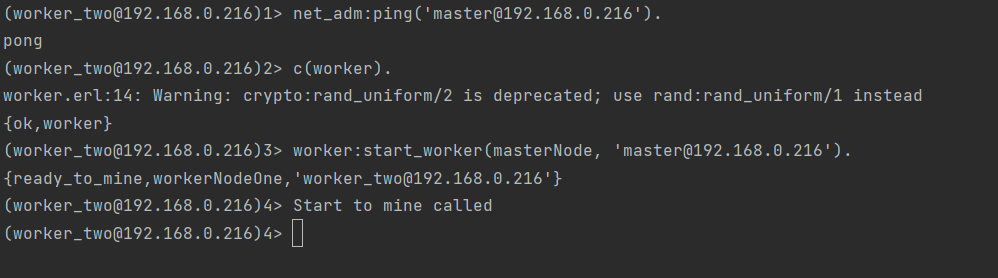 (worker_two@192.168.0.216)1> net_adm:ping('master@192.168.0.216').
pong
(worker_two@192.168.0.216)2> c(worker).
worker.erl:14: Warning: crypto:rand_uniform/2 is deprecated; use rand:rand_uniform/1 instead
{ok,worker}
(worker_two@192.168.0.216)3> worker:start_worker(masterNode, 'master@192.168.0.216').
{ready_to_mine,workerNodeOne,'worker_two@192.168.0.216'}
(worker_two@192.168.0.216)4> Start to mine called
(worker_two@192.168.0.216)4>